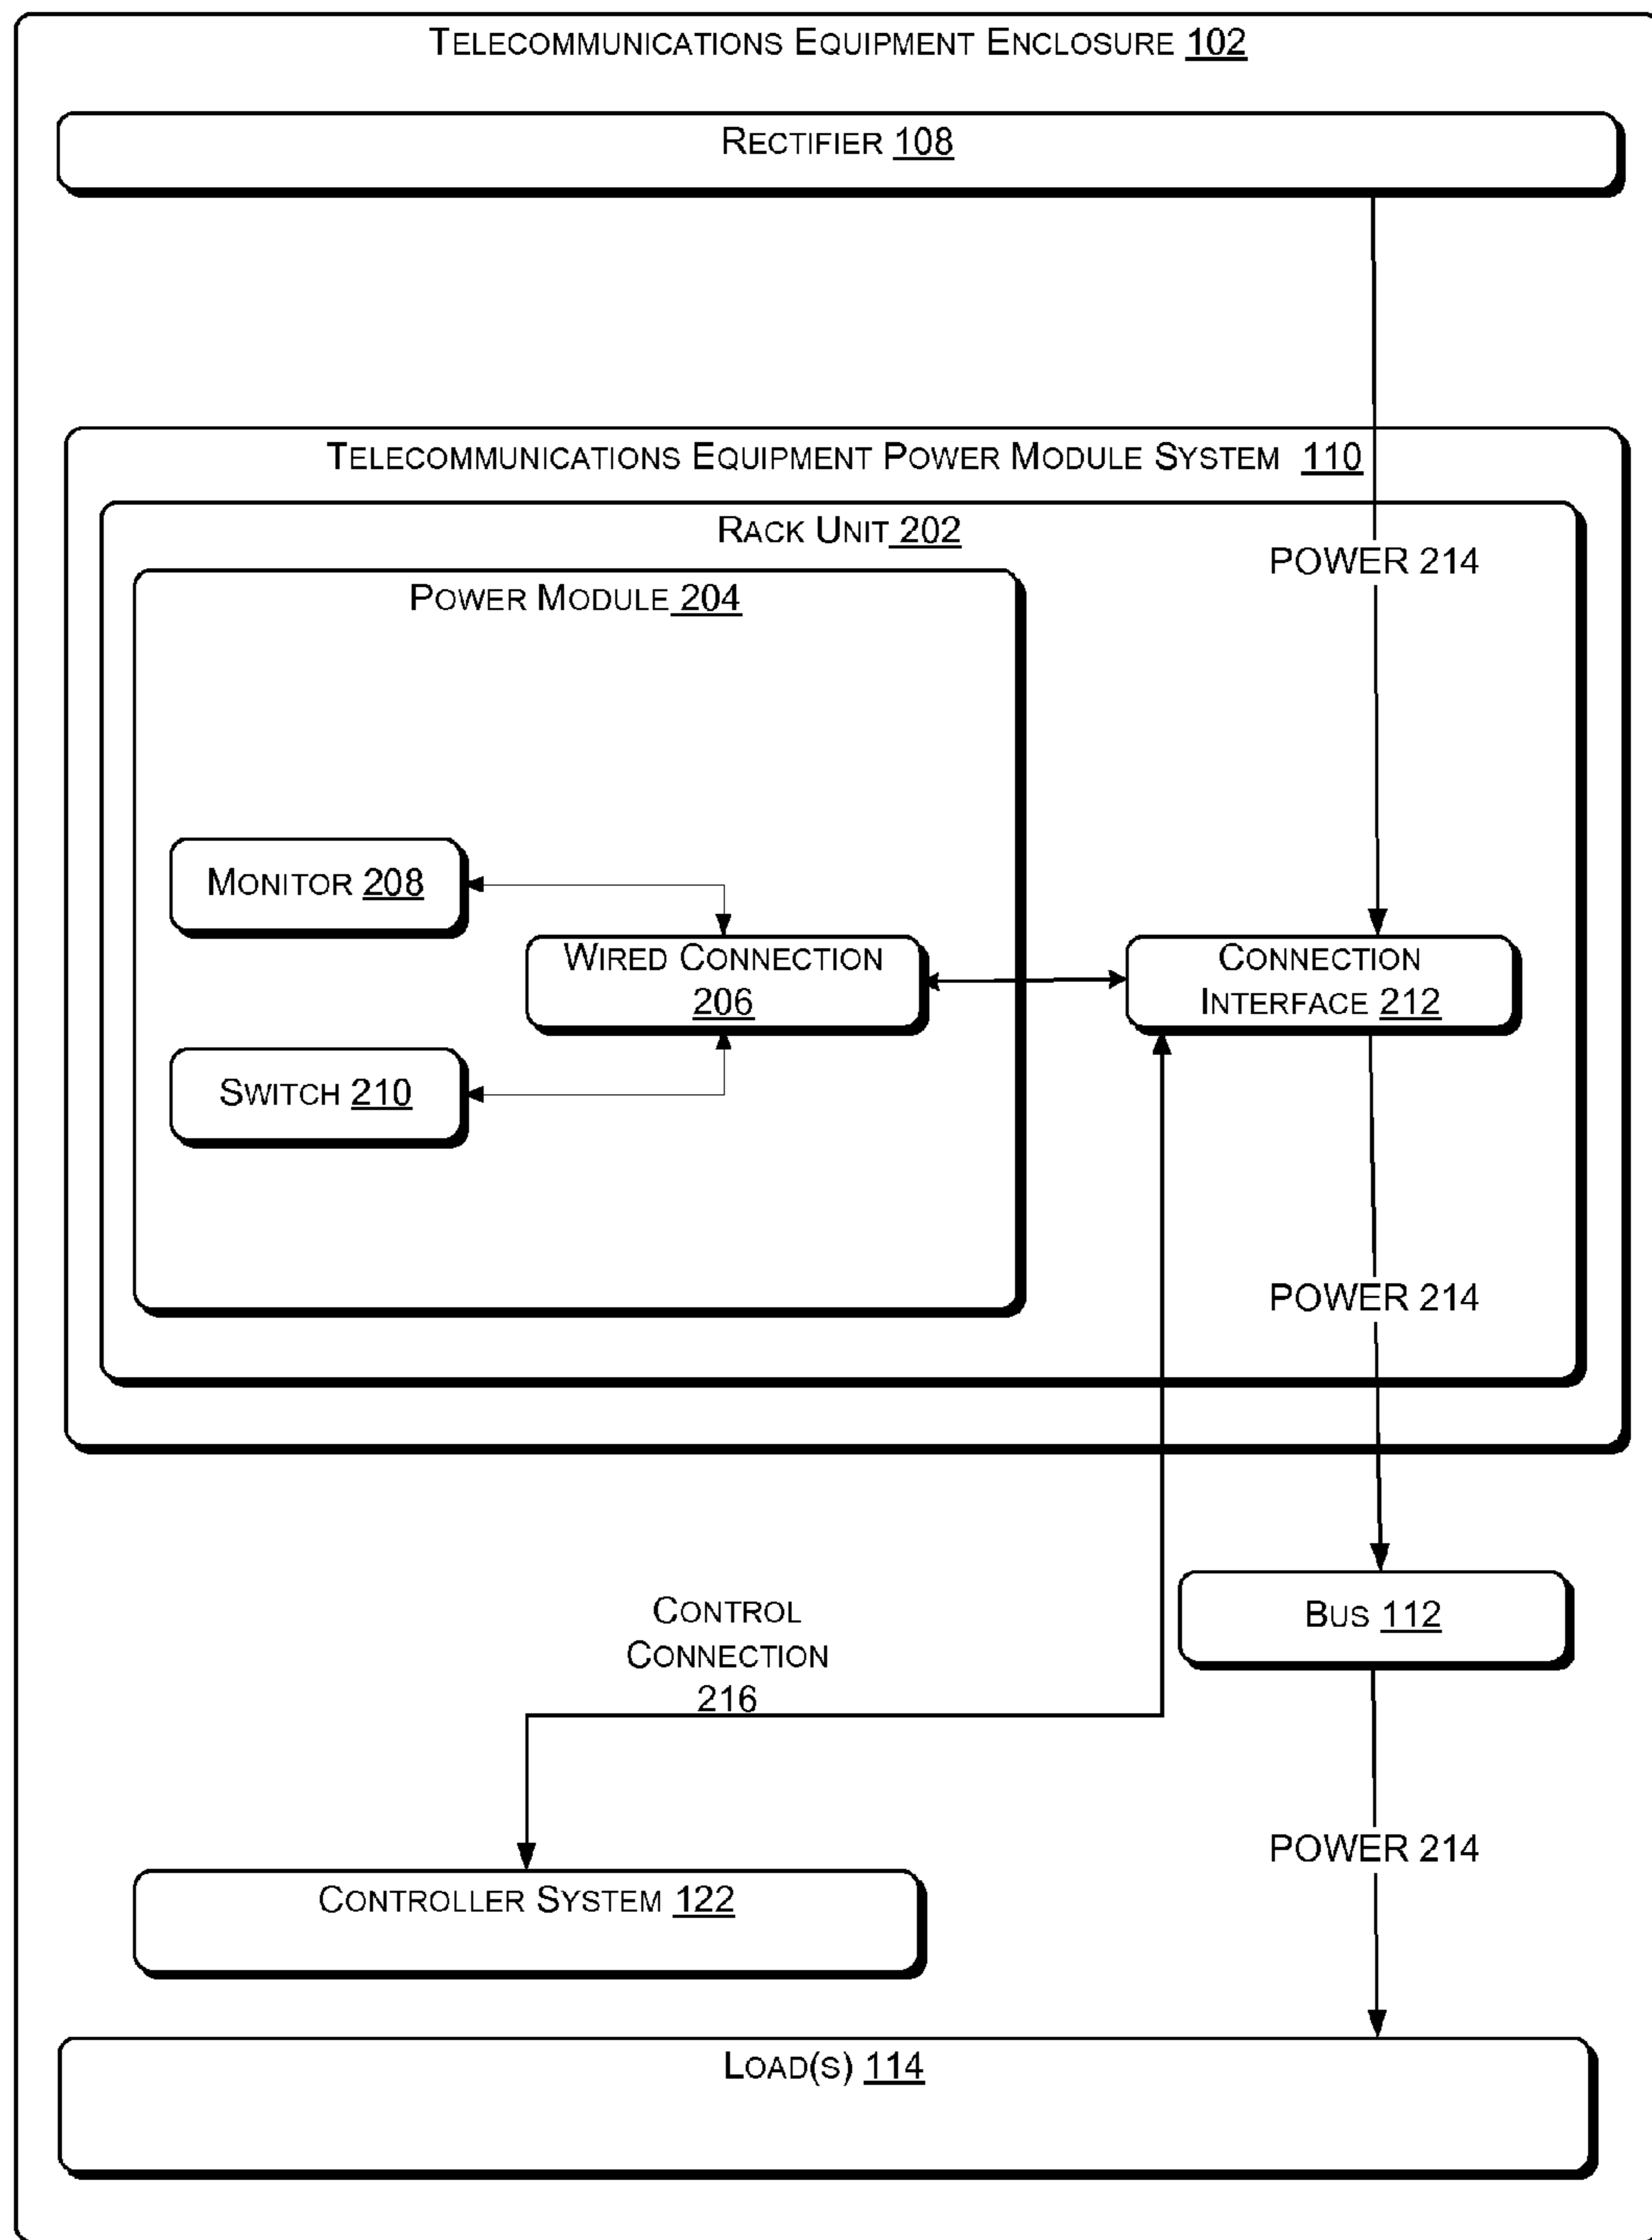 TELECOMMUNICATIONS EQUIPMENT ENCLOSURE 102
RECTIFIER 108
TELECOMMUNICATIONS EQUIPMENT POWER MODULE SYSTEM 110
RACK UNIT 202
POWER 214
POWER MODULE 204
MONITOR 208
WIRED CONNECTION
206
CONNECTION
INTERFACE 212
SWITCH 210
POWER 214
CONTROL
CONNECTION
216
BUS 112
POWER 214
CONTROLLER SYSTEM 122
LOAD(S) 114